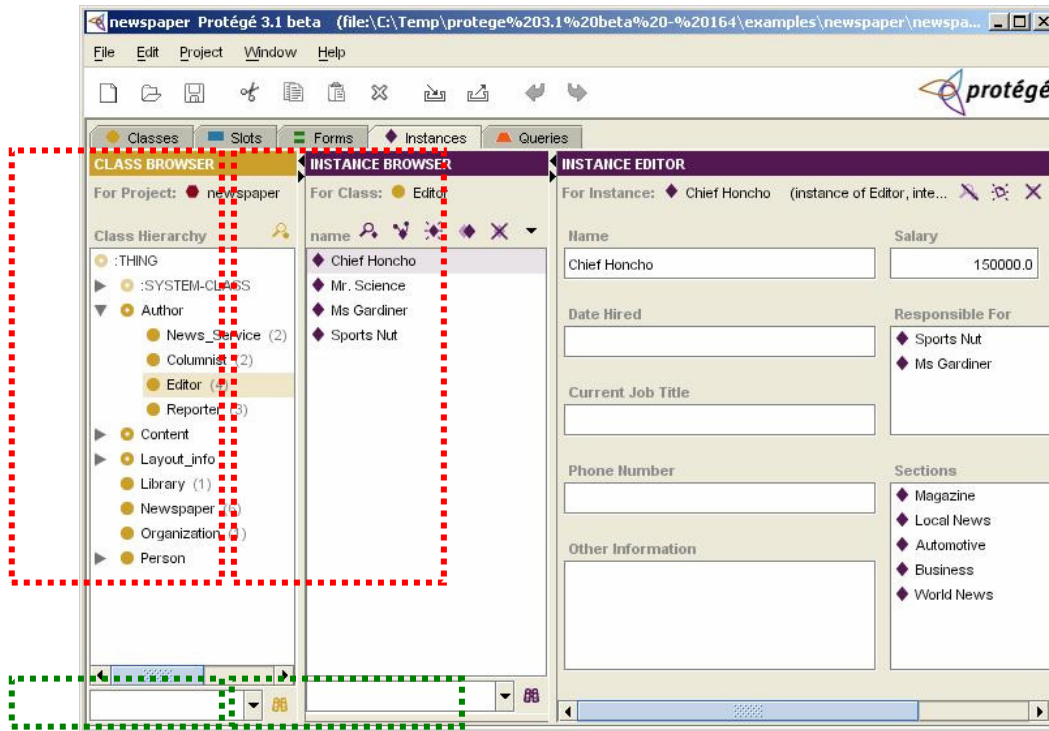 newspaper Protégé 3.1 beta (file:\C:\Temp\protege%203.1%20beta%20-%20164\examples\newspaper\newspa...
File Edit Project Window Help
protégé
Classes Slots Forms Instances Queries
CLASS BROWSER
For Project: newspaper
Class Hierarchy
:THING
:SYSTEM-CLASS
Author
News_Service (2)
Columnist (2)
Editor (4)
Reporter (3)
Content
Layout_info
Library (1)
Newspaper (6)
Organization (1)
Person
INSTANCE BROWSER
For Class: Editor
name
Chief Honcho
Mr. Science
Ms Gardiner
Sports Nut
INSTANCE EDITOR
For Instance: Chief Honcho (instance of Editor, inte...
Name
Chief Honcho
Salary
150000.0
Date Hired
Responsible For
Sports Nut
Ms Gardiner
Current Job Title
Phone Number
Sections
Magazine
Local News
Automotive
Business
World News
Other Information